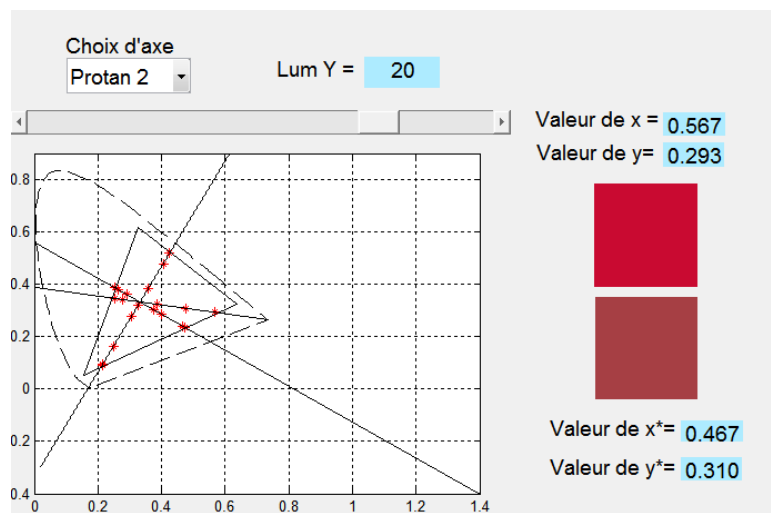 Choix d'axe
Protan 2
Lum Y = 20
Valeur de x = 0.567
Valeur de y= 0.293
0.8
0.6
0.4
0.2
0
0.2
0.4
0 0.2 0.4 0.6 0.8 1 1.2 1.4
Valeur de x*= 0.467
Valeur de y*= 0.310